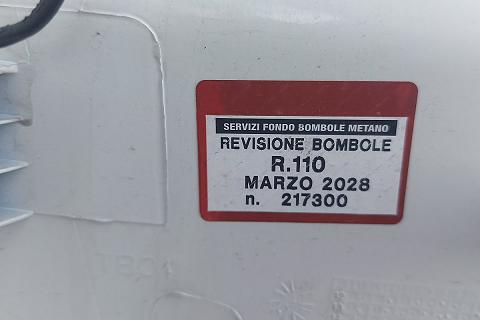 SERVIZI FONDO BOMBOLE METANO
REVISIONE BOMBOLE
R.110
MARZO 2028
n. 217300